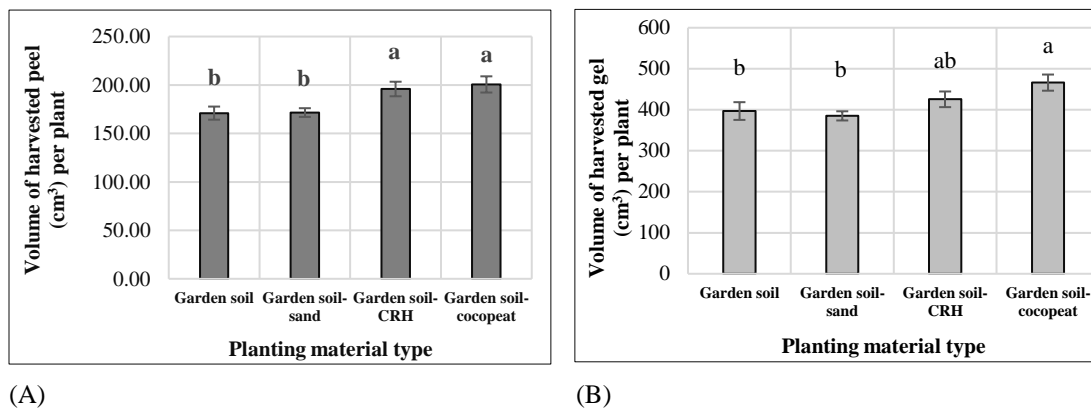 Volume of harvested peel
(cm³) per plant
250.00
200.00
150.00
100.00
50.00
0.00
b
b
a
a
Garden soil
Garden soil-
sand
Garden soil-
CRH
Garden soil-
cocopeat
Planting material type
(A)
Volume of harvested gel
(cm³) per plant
600
500
400
300
200
100
0
b
b
ab
a
Garden soil
Garden soil-
sand
Garden soil-
CRH
Garden soil-
cocopeat
Planting material type
(B)